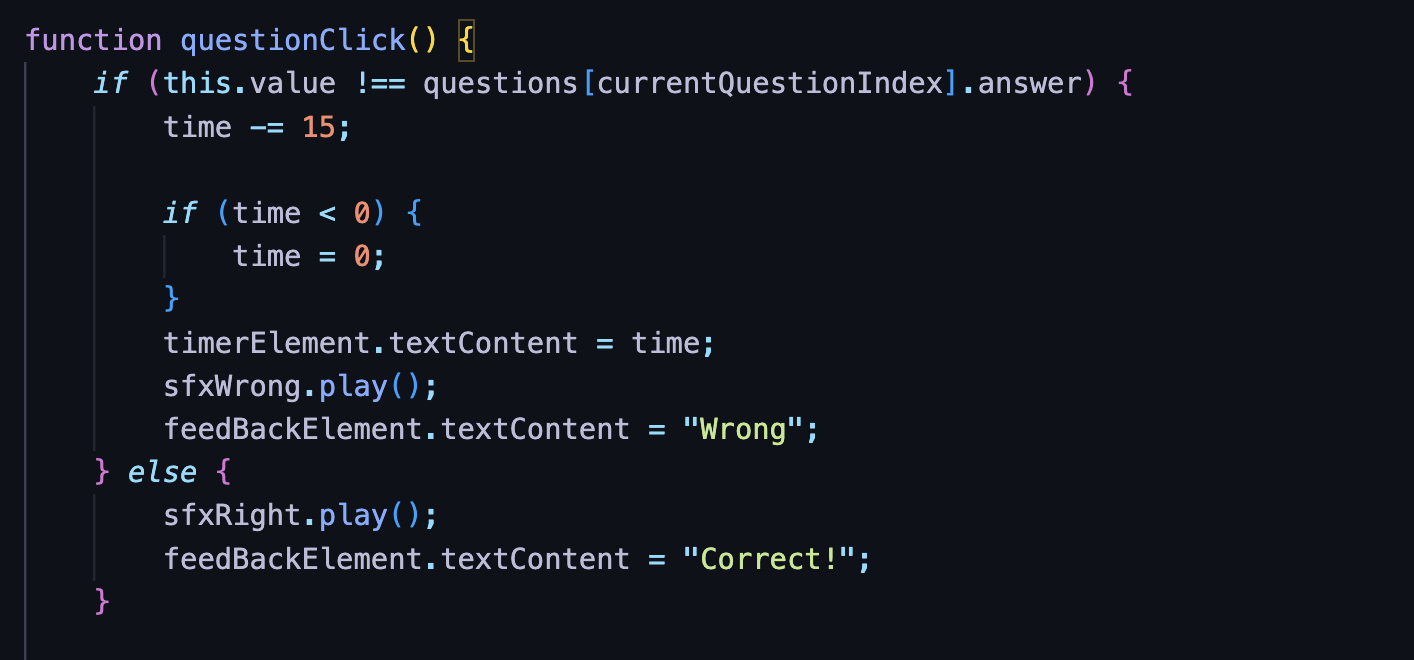 function questionClick() {
    if (this.value !== questions[currentQuestionIndex].answer) {
        time -= 15;

        if (time < 0) {
            time = 0;
        }
        timerElement.textContent = time;
        sfxWrong.play();
        feedBackElement.textContent = "Wrong";
    } else {
        sfxRight.play();
        feedBackElement.textContent = "Correct!";
    }